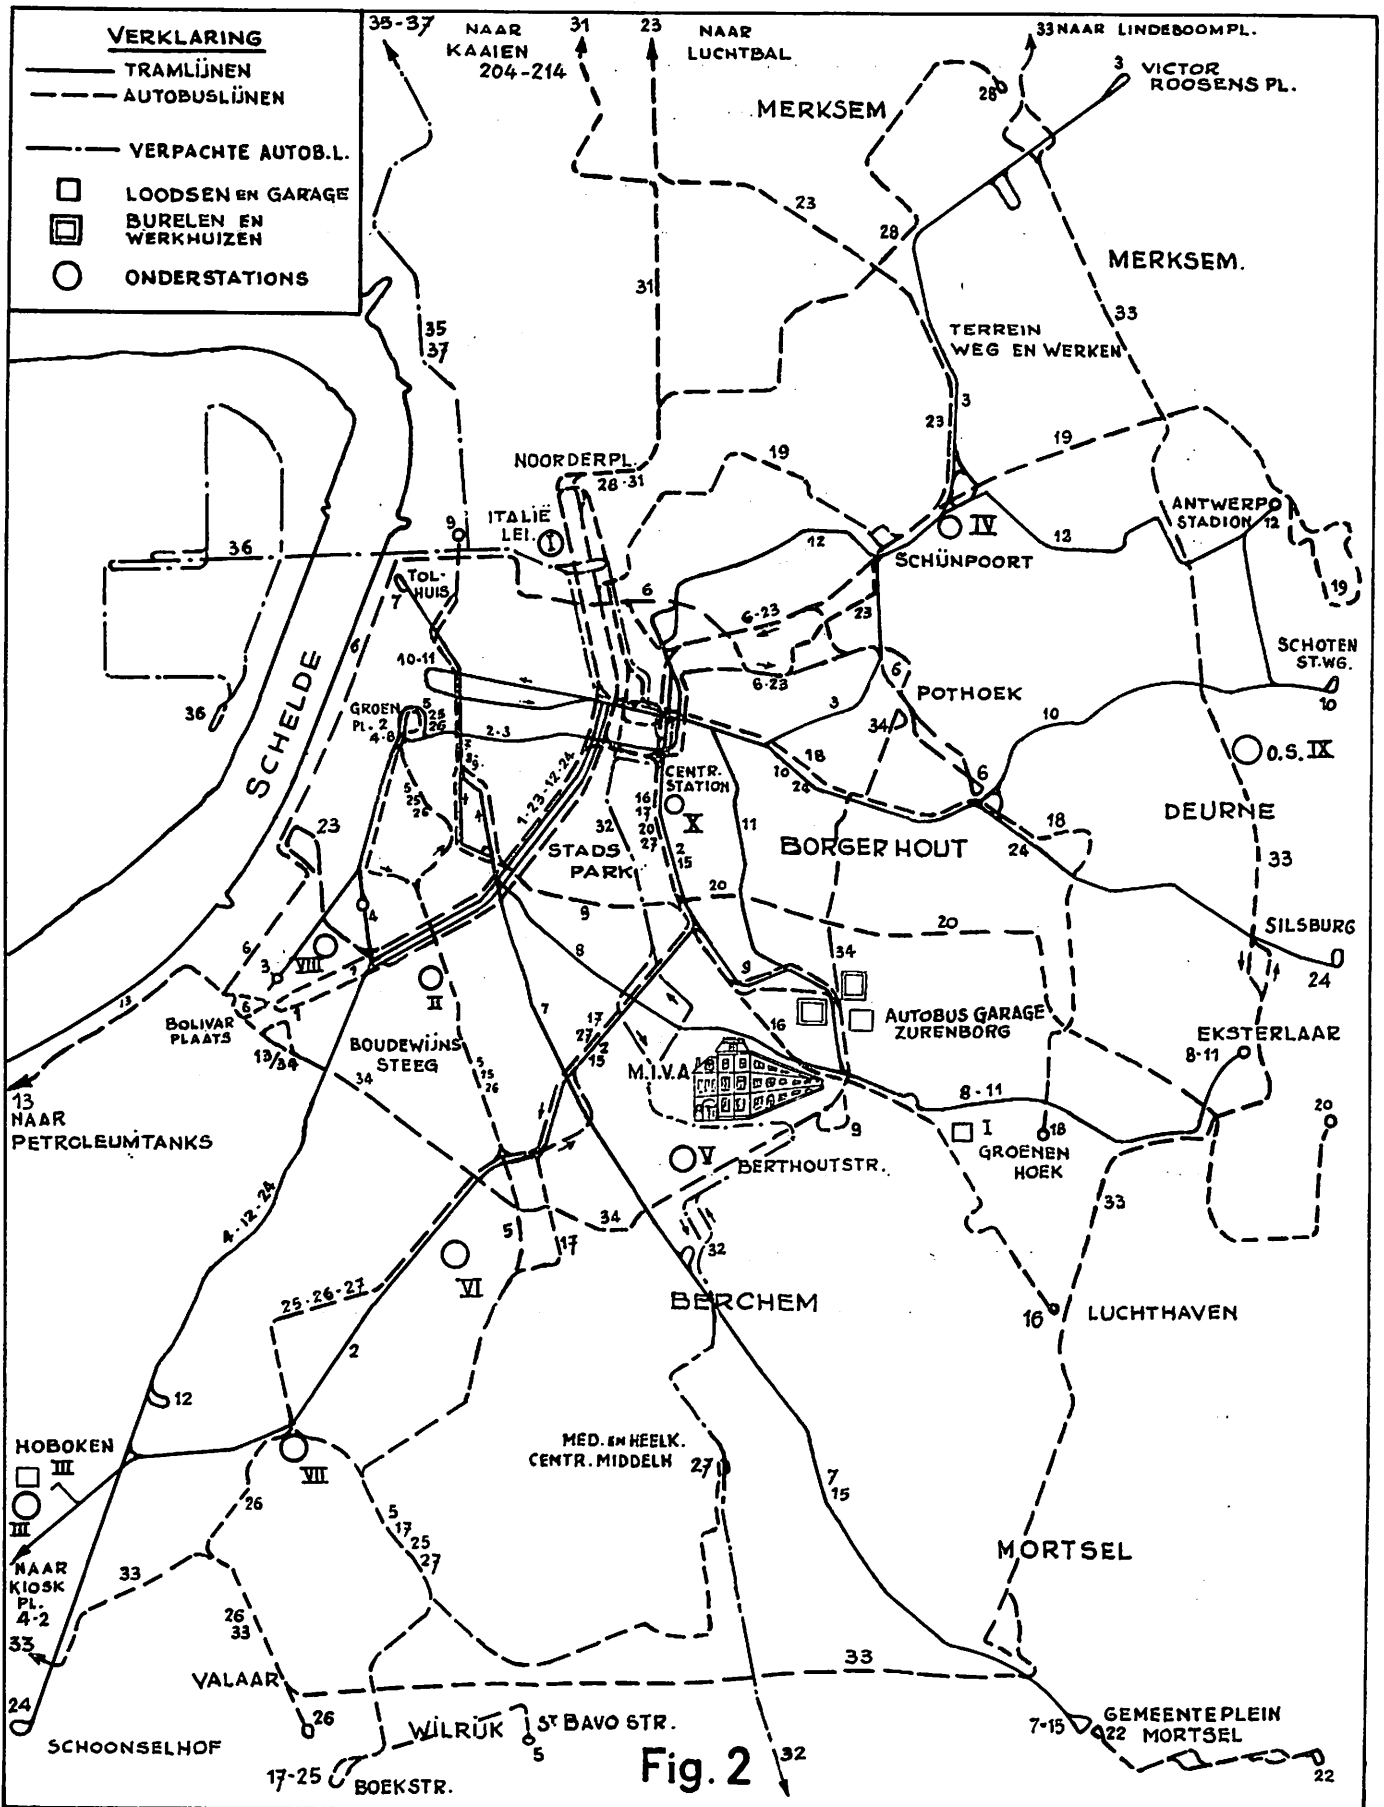 VERKLARING
TRAMLIJNEN
AUTOBUSLIJNEN
VERPACHTE AUTOB.L.
LOODSEN EN GARAGE
BURELEN EN
WERKHUIZEN
ONDERSTATIONS
35-37
NAAR
KAAIEN
204-214
31
23
NAAR
LUCHTBAL
33 NAAR LINDEBOOMPL.
3
VICTOR
ROOSENS PL.
28
MERKSEM
23
28
MERKSEM.
31
33
35
37
TERREIN
WEG EN WERKEN
3
23
19
19
NOORDERPL.
28-31
ITALIË
LEI.
I
9
36
IV
SCHIJNPOORT
12
12
ANTWERP
STADION
12
19
TOL-
HUIS
7
6
6
6-23
23
6-23
10-11
SCHELDE
36
GROEN
PL. 2
4-8
5
25
26
2-3
7
8
9
3
6
POTHOEK
34
10
SCHOTEN
ST.WG.
10
O.S. IX
18
10
24
CENTR.
STATION
X
16
17
20
27
2
15
11
6
DEURNE
5
25
26
4
4
1-23-12-24
32
STADS
PARK
BORGERHOUT
18
24
33
23
20
9
20
SILSBURG
24
4
VIII
3
6
7
II
8
34
13
6
1
BOLIVAR
PLAATS
13/34
BOUDEWIJNS
STEEG
7
16
AUTOBUS GARAGE
ZURENBORG
17
27
2
15
M.I.V.A
EKSTERLAAR
8-11
13
NAAR
PETROLEUMTANKS
34
5
15
26
8-11
9
V
BERTHOUTSTR.
I
18
GROENEN
HOEK
20
4-12-24
34
5
17
32
33
VI
25-26-27
BERCHEM
16
LUCHTHAVEN
2
12
HOBOKEN
III
III
VII
MED. EN HEELK.
CENTR. MIDDELH
27
7
15
26
5
17
25
27
NAAR
KIOSK
PL.
4-2
33
33
MORTSEL
26
33
VALAAR
33
24
SCHOONSELHOF
26
WILRIJK
ST BAVO STR.
5
7-15
22
GEMEENTEPLEIN
MORTSEL
22
17-25
BOEKSTR.
Fig. 2
32